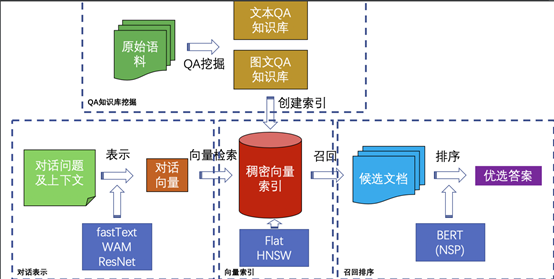 原始语
料
QA挖掘
文本QA
知识库
图文QA
知识库
QA知识库挖掘
创建索引
对话问题
及上下文
表示
对话
向量
向量检索
稠密向量
索引
召回
候选文档
排序
优选答案
fastText
WAM
ResNet
Flat
HNSW
BERT
(NSP)
对话表示
向量索引
召回排序